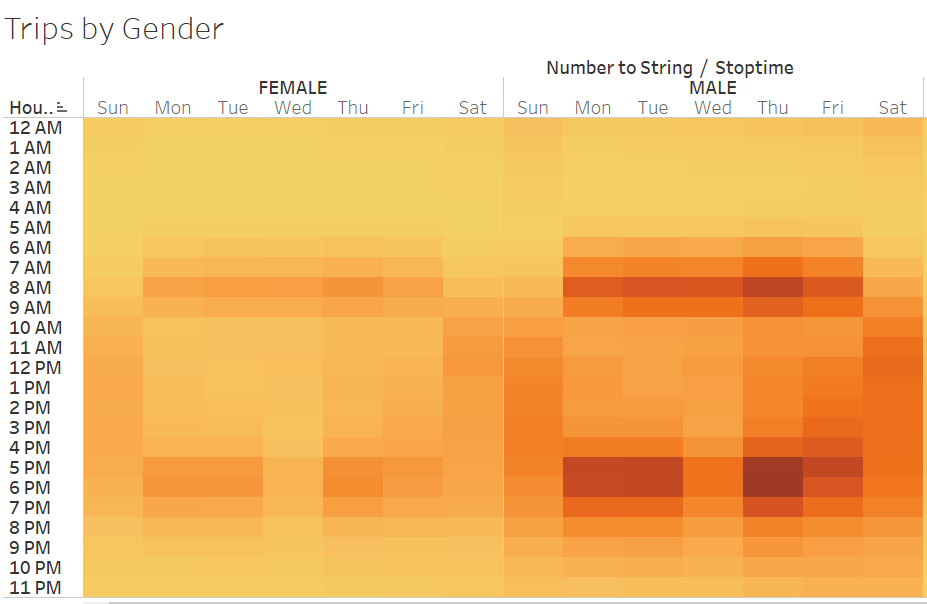 Trips by Gender
Number to String / Stoptime
FEMALE MALE
Hou.. Sun Mon Tue Wed Thu Fri Sat Sun Mon Tue Wed Thu Fri Sat
12 AM
1 AM
2 AM
3 AM
4 AM
5 AM
6 AM
7 AM
8 AM
9 AM
10 AM
11 AM
12 PM
1 PM
2 PM
3 PM
4 PM
5 PM
6 PM
7 PM
8 PM
9 PM
10 PM
11 PM